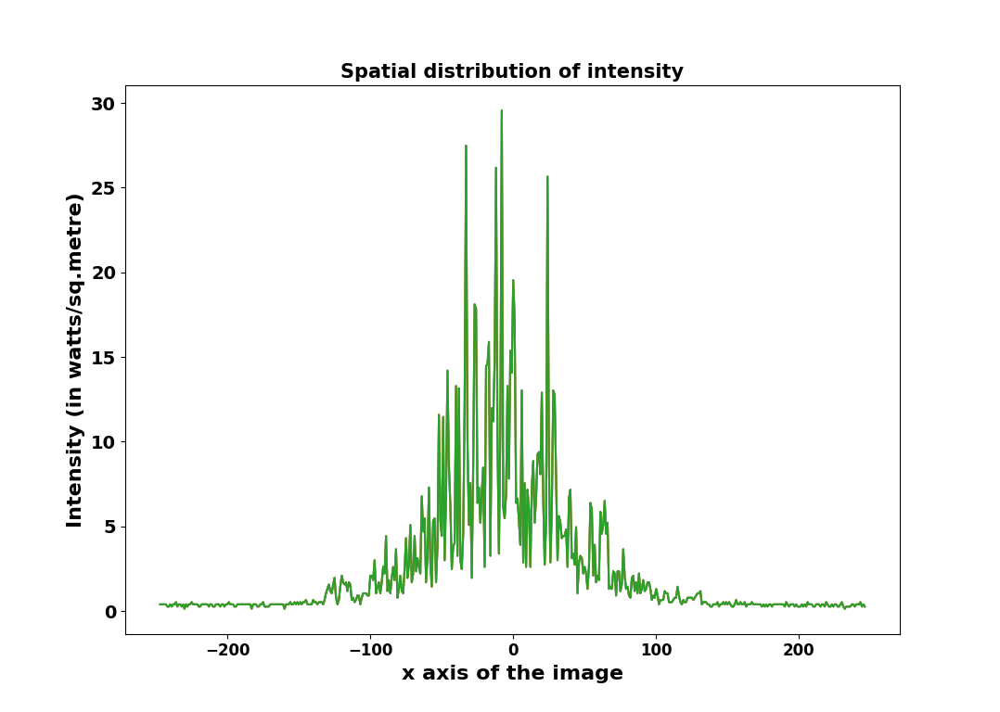 Spatial distribution of intensity
Intensity (in watts/sq.metre)
30
25
20
15
10
5
0
−200 −100 0 100 200
x axis of the image